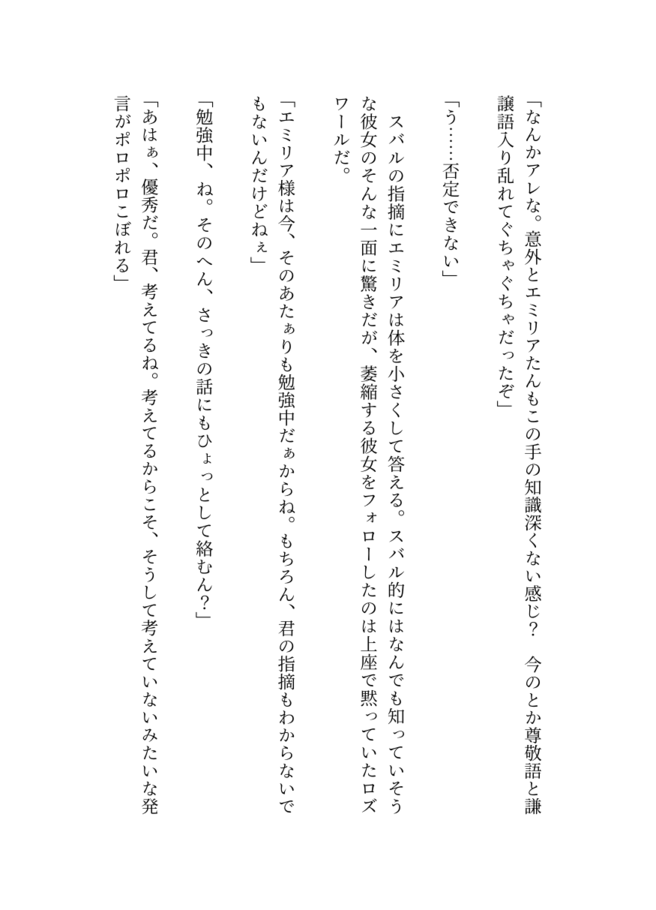 「なんかアレな。意外とエミリアたんもこの手の知識深くない感じ？　今のとか尊敬語と謙
譲語入り乱れてぐちゃぐちゃだったぞ」
「う……否定できない」
　スバルの指摘にエミリアは体を小さくして答える。スバル的にはなんでも知っていそう
な彼女のそんな一面に驚きだが、萎縮する彼女をフォローしたのは上座で黙っていたロズ
ワールだ。
「エミリア様は今、そのあたぁりも勉強中だぁからね。もちろん、君の指摘もわからないで
もないんだけどねぇ」
「勉強中、ね。そのへん、さっきの話にもひょっとして絡むん？」
「あはぁ、優秀だ。君、考えてるね。考えてるからこそ、そうして考えていないみたいな発
言がポロポロこぼれる」